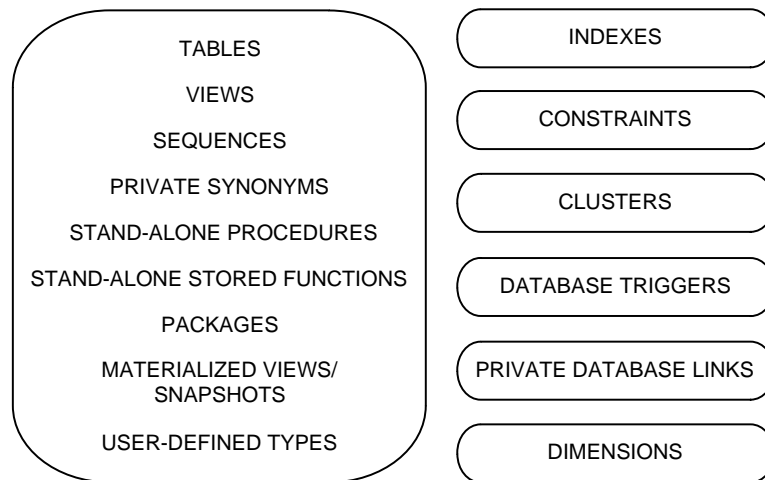 TABLES
VIEWS
SEQUENCES
PRIVATE SYNONYMS
STAND-ALONE PROCEDURES
STAND-ALONE STORED FUNCTIONS
PACKAGES
MATERIALIZED VIEWS/
SNAPSHOTS
USER-DEFINED TYPES
INDEXES
CONSTRAINTS
CLUSTERS
DATABASE TRIGGERS
PRIVATE DATABASE LINKS
DIMENSIONS